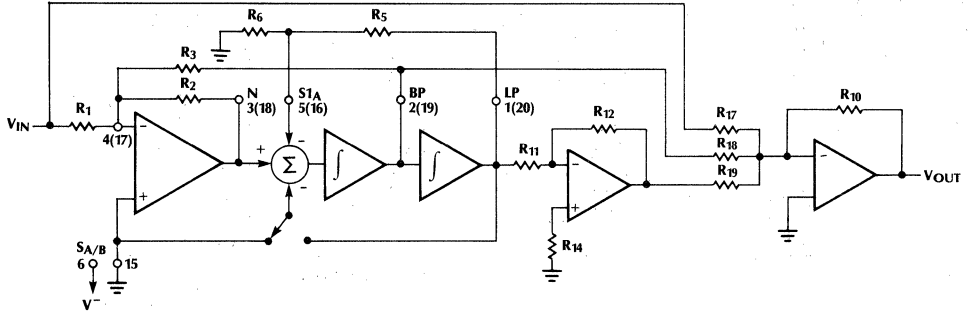 R6
R5
R3
R2
N
3(18)
S1A
5(16)
BP
2(19)
LP
1(20)
R17
R12
R10
VIN
R1
4(17)
−
+
+
−
Σ
−
∫
∫
R11
−
+
R18
R19
−
VOUT
R14
SA/B
6
15
V−